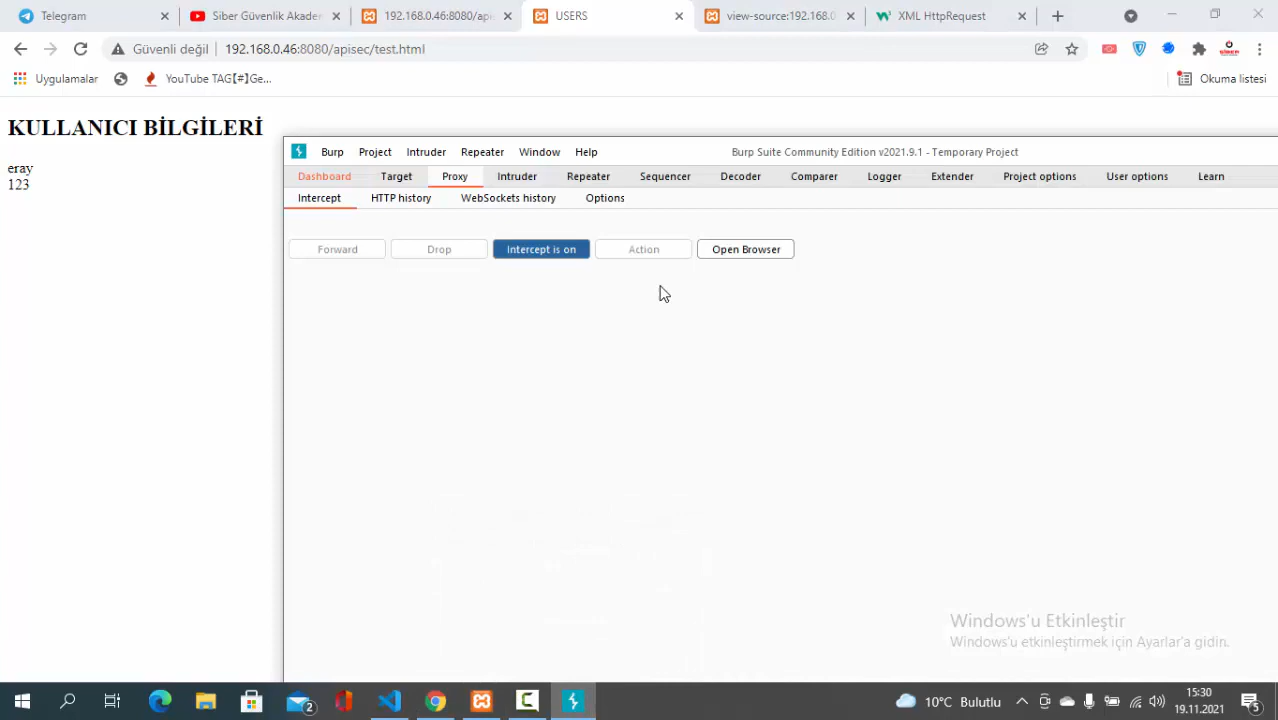 Telegram
Siber Güvenlik Akade
192.168.0.46:8080/api
USERS
view-source:192.168.0
XML HttpRequest
Güvenli değil
192.168.0.46:8080/apisec/test.html
Uygulamalar
YouTube TAG【#】Ge...
Okuma listesi
KULLANICI BİLGİLERİ
eray
123
Burp Project Intruder Repeater Window Help
Burp Suite Community Edition v2021.9.1 - Temporary Project
Dashboard Target Proxy Intruder Repeater Sequencer Decoder Comparer Logger Extender Project options User options Learn
Intercept HTTP history WebSockets history Options
Forward Drop Intercept is on Action Open Browser
Windows'u Etkinleştir
Windows'u etkinleştirmek için Ayarlar'a gidin.
2
10°C Bulutlu
15:30
19.11.2021
5